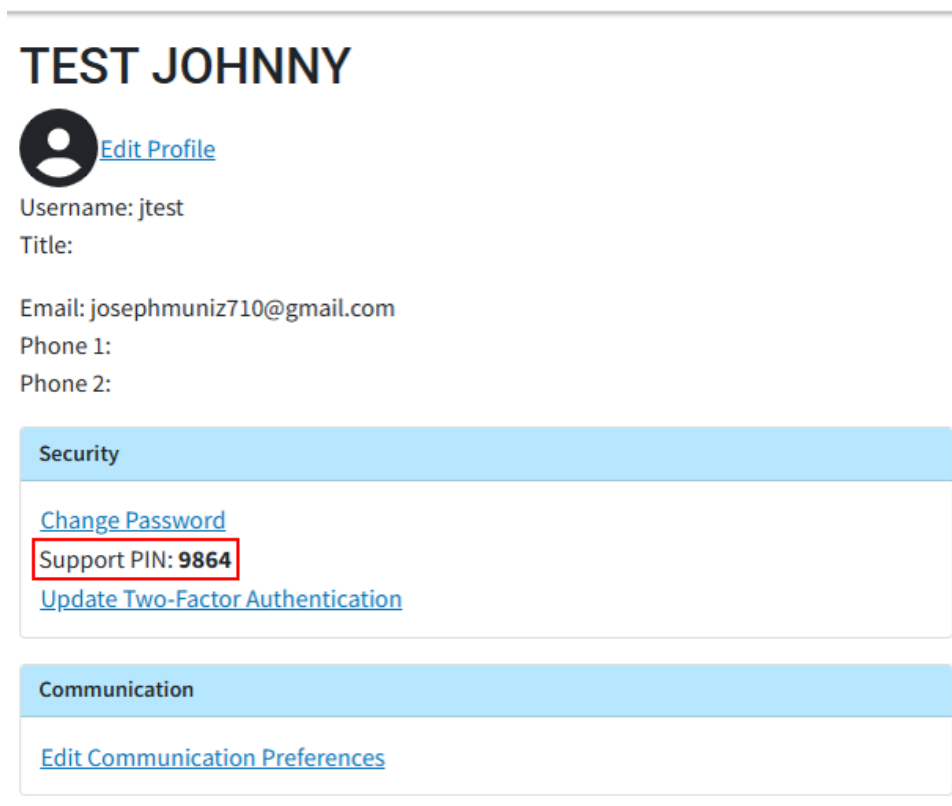 TEST JOHNNY
Edit Profile
Username: jtest
Title:
Email: josephmuniz710@gmail.com
Phone 1:
Phone 2:
Security
Change Password
Support PIN: 9864
Update Two-Factor Authentication
Communication
Edit Communication Preferences